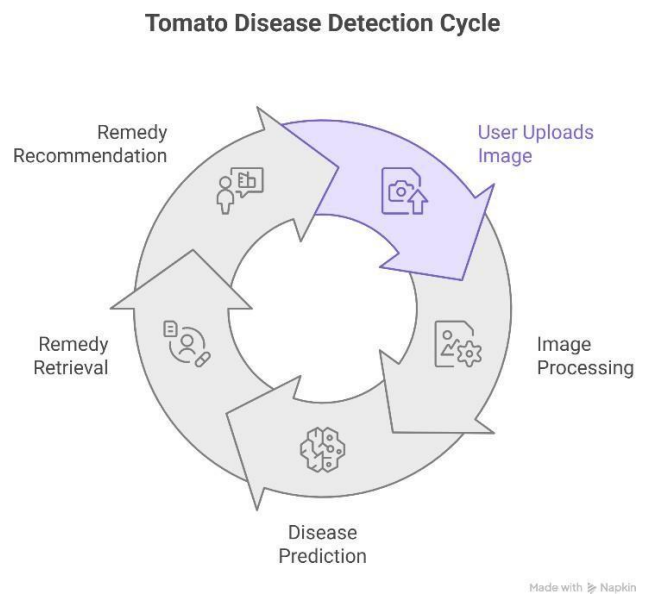 Tomato Disease Detection Cycle
User Uploads
Image
Image
Processing
Disease
Prediction
Remedy
Retrieval
Remedy
Recommendation
Made with Napkin